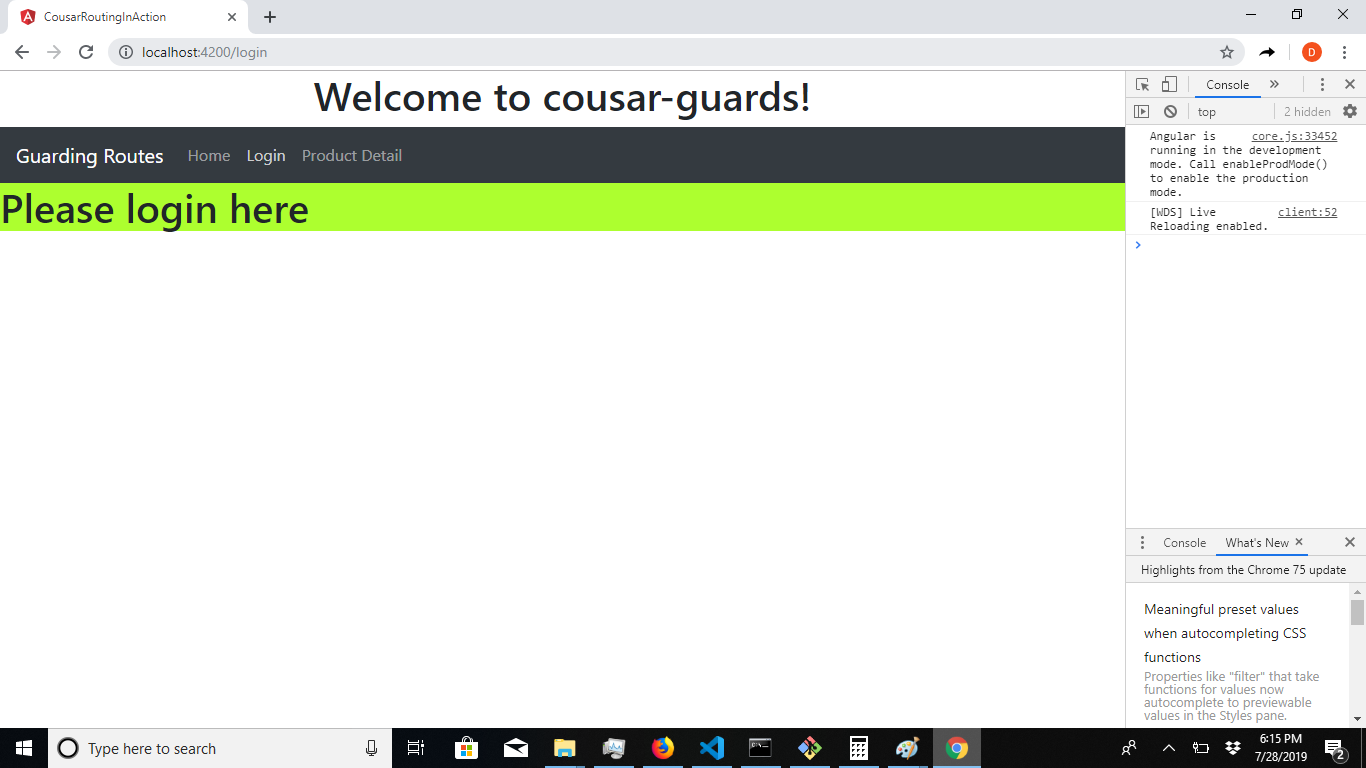 CousarRoutingInAction
localhost:4200/login
D
Welcome to cousar-guards!
Guarding Routes Home Login Product Detail
Please login here
Console
top 2 hidden
Angular is core.js:33452
running in the development
mode. Call enableProdMode()
to enable the production
mode.
[WDS] Live client:52
Reloading enabled.
Console What's New
Highlights from the Chrome 75 update
Meaningful preset values
when autocompleting CSS
functions
Properties like "filter" that take
functions for values now
autocomplete to previewable
values in the Styles pane.
Type here to search
6:15 PM
7/28/2019
2